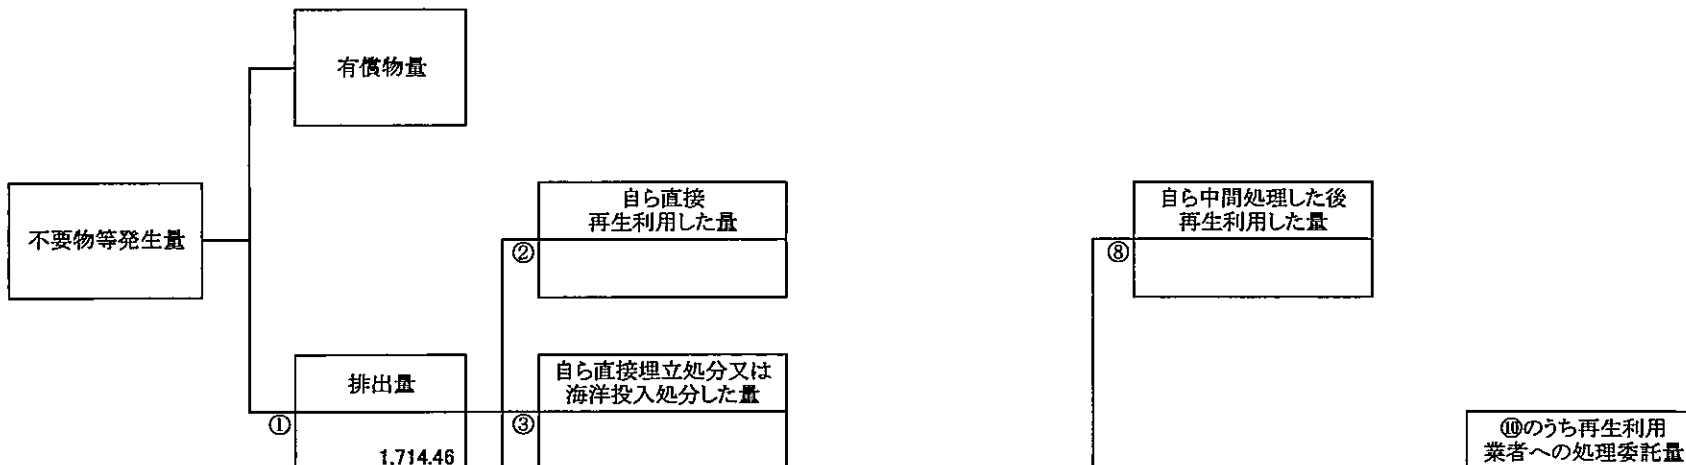 有償物量
不要物等発生量
自ら直接
再生利用した量
②
自ら中間処理した後
再生利用した量
⑧
排出量
①
1,714.46
自ら直接埋立処分又は
海洋投入処分した量
③
⑩のうち再生利用
業者への処理委託量